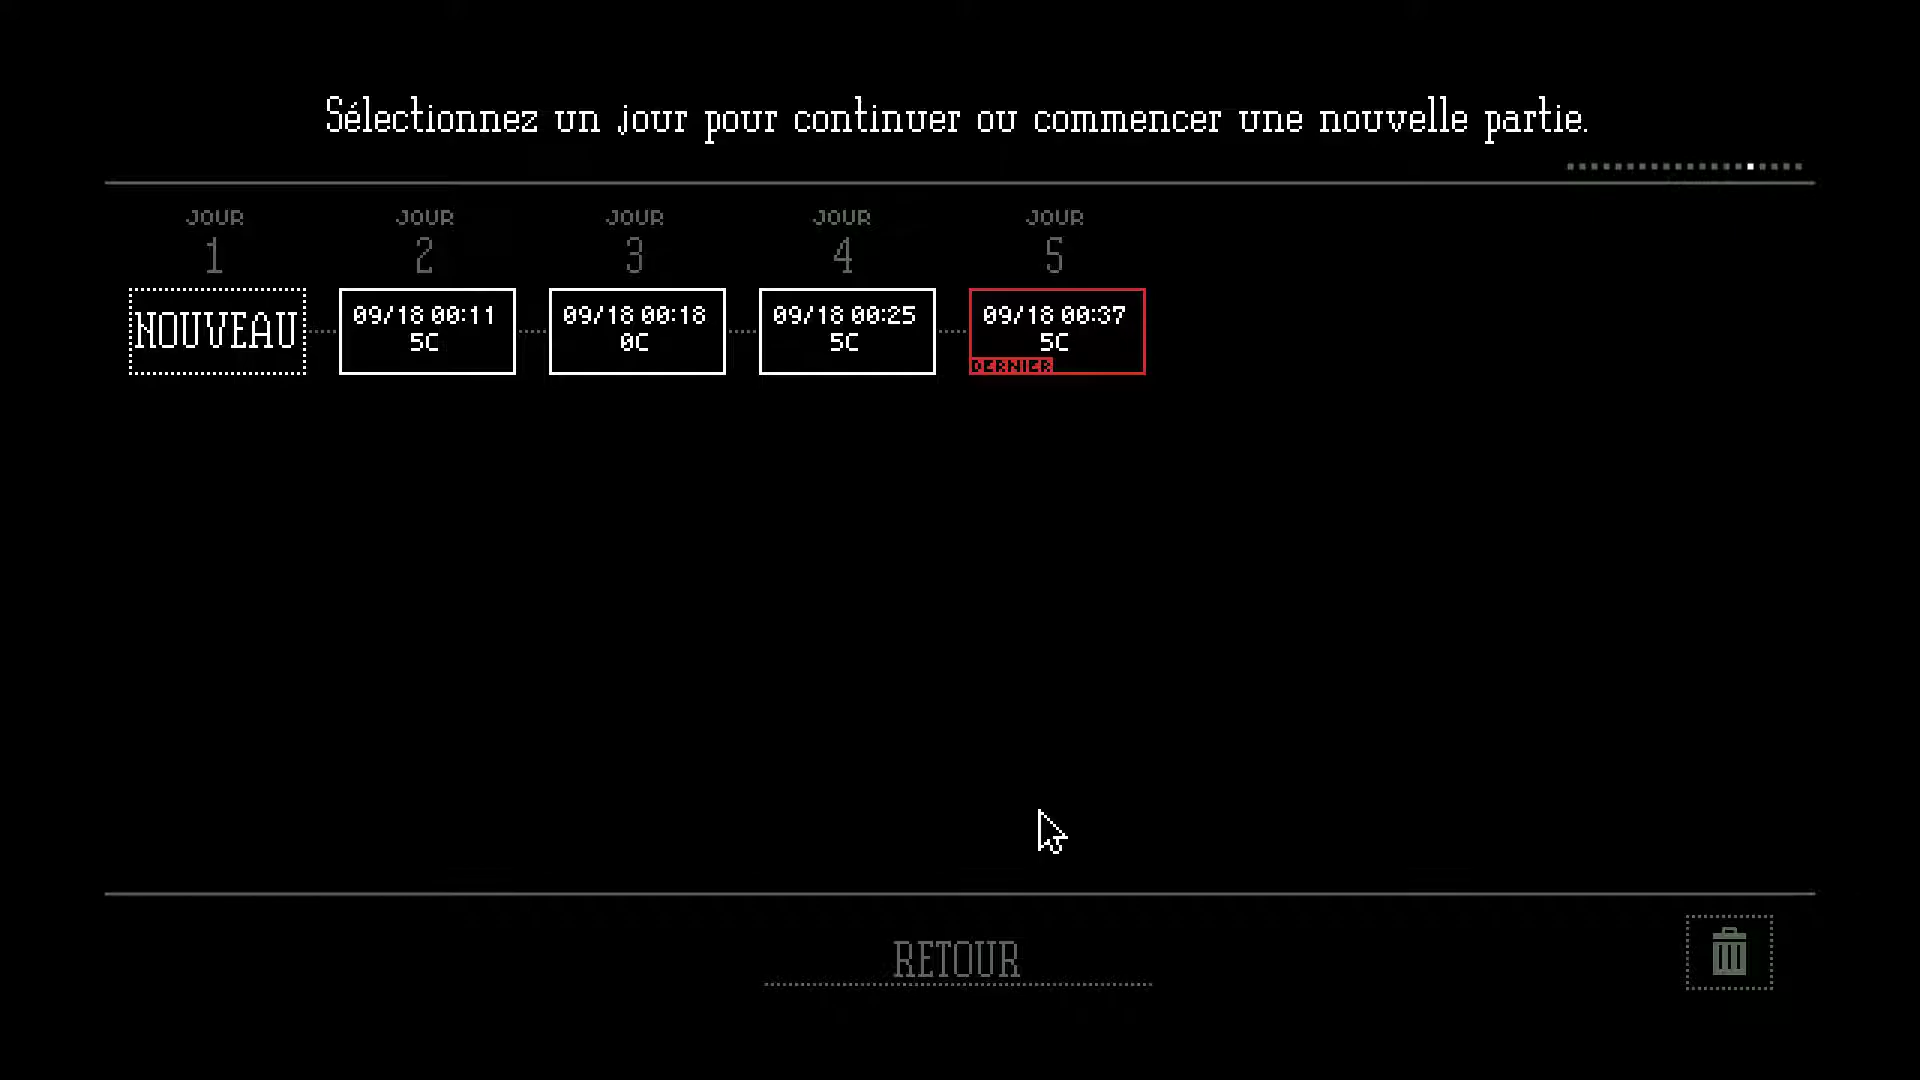 Sélectionnez un jour pour continuer ou commencer une nouvelle partie.
JOUR JOUR JOUR JOUR JOUR
1 2 3 4 5
NOUVEAU
09/18 00:11
5C
09/18 00:18
0C
09/18 00:25
5C
09/18 00:37
5C
DERNIER
RETOUR